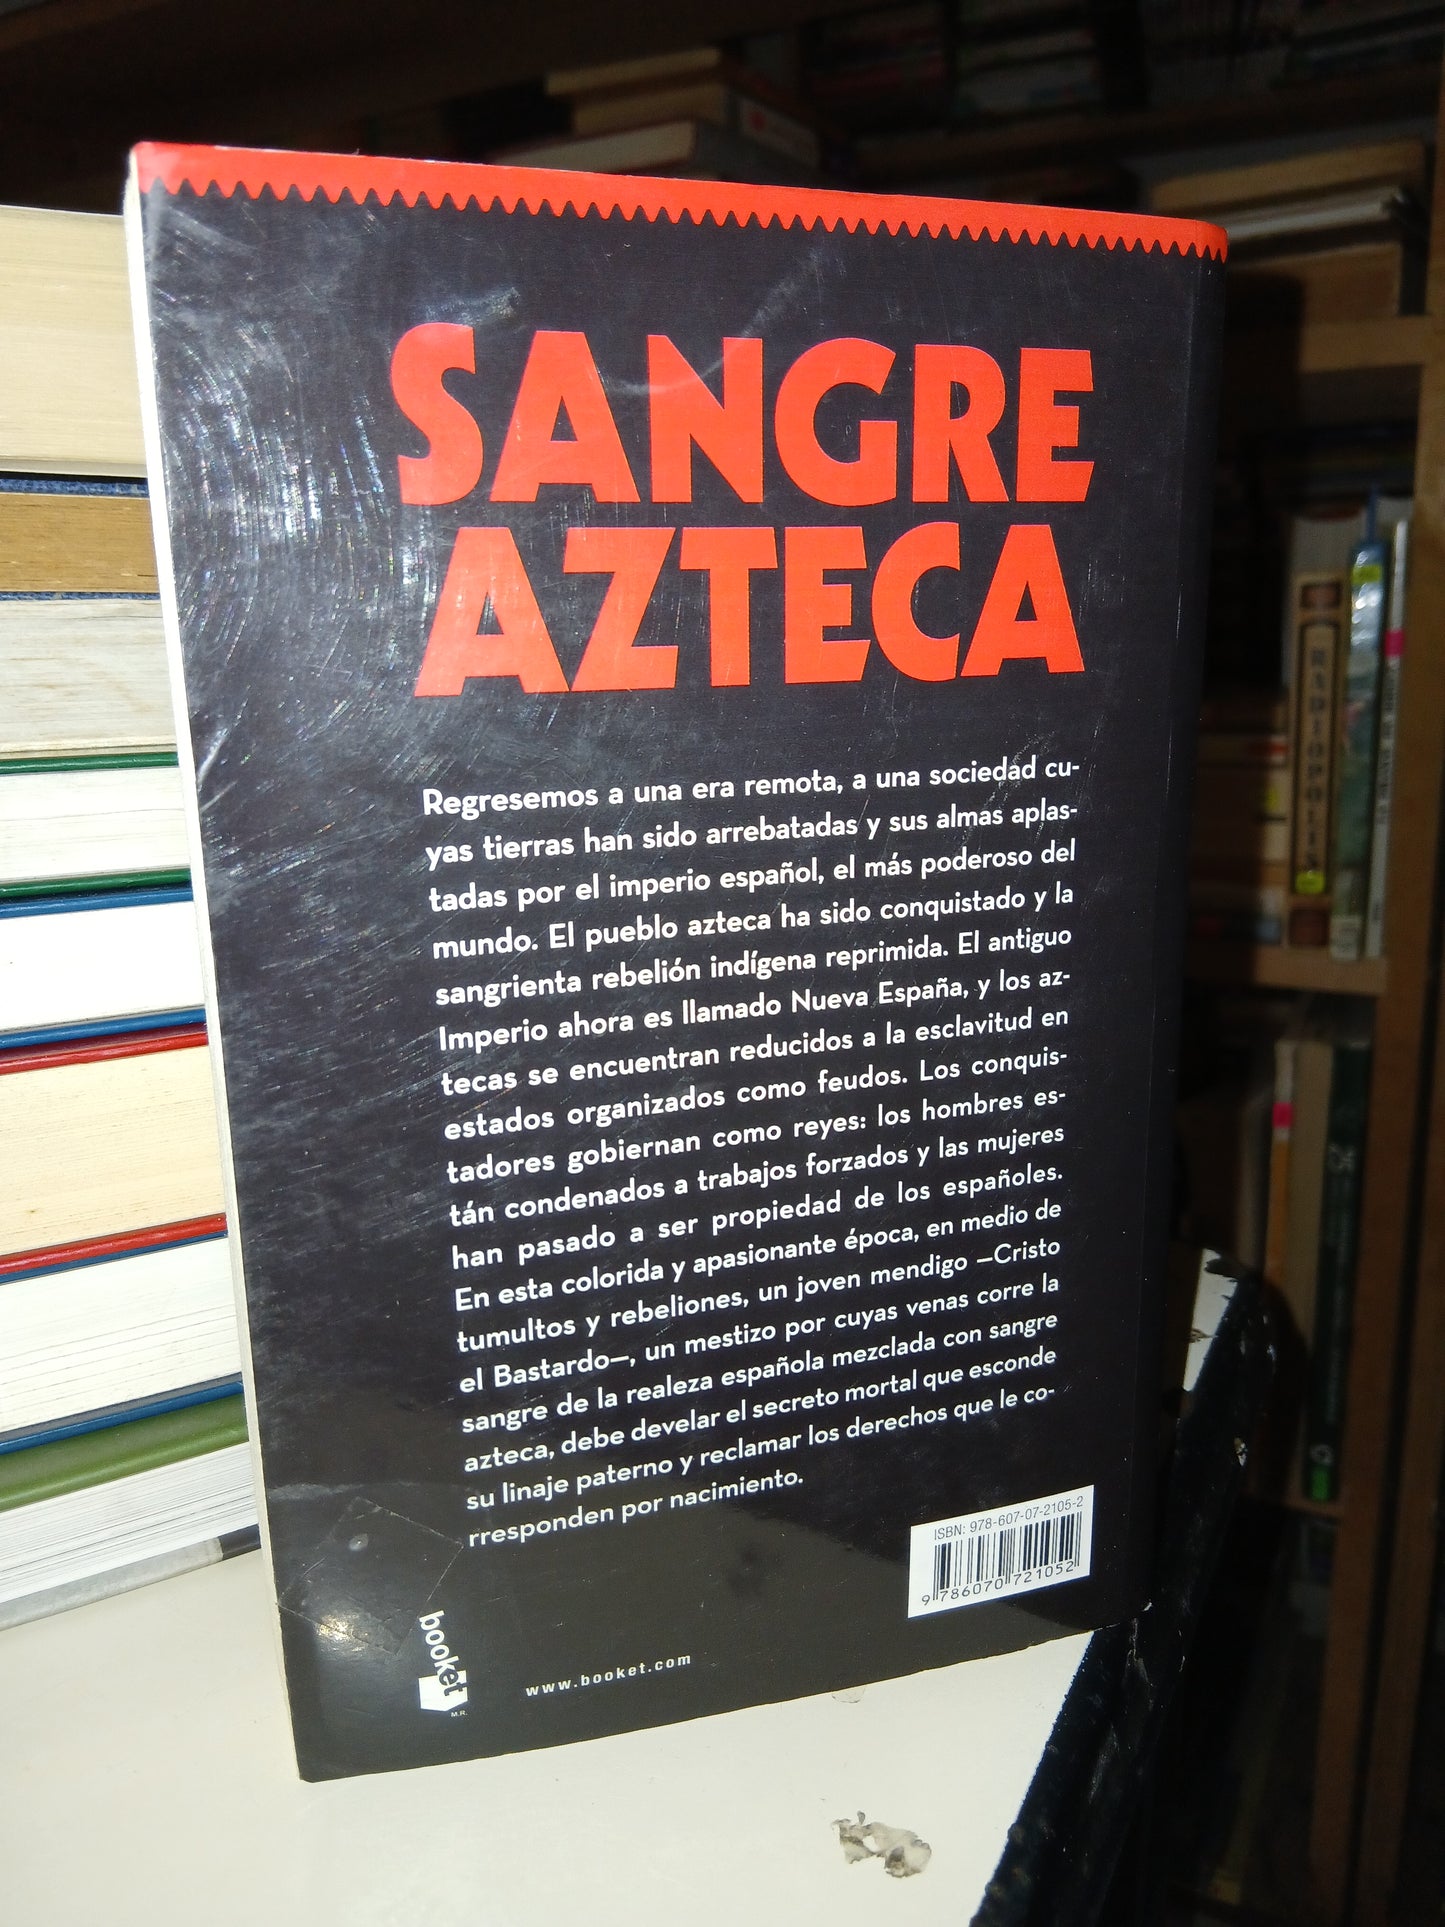 SANGRE
AZTECA
Regresemos a una era remota, a una sociedad cu-
yas tierras han sido arrebatadas y sus almas aplas-
tadas por el imperio español, el más poderoso del
mundo. El pueblo azteca ha sido conquistado y la
sangrienta rebelión indígena reprimida. El antiguo
Imperio ahora es llamado Nueva España, y los az-
tecas se encuentran reducidos a la esclavitud en
estados organizados como feudos. Los conquis-
tadores gobiernan como reyes: los hombres es-
tán condenados a trabajos forzados y las mujeres
han pasado a ser propiedad de los españoles.
En esta colorida y apasionante época, en medio de
tumultos y rebeliones, un joven mendigo —Cristo
el Bastardo—, un mestizo por cuyas venas corre la
sangre de la realeza española mezclada con sangre
azteca, debe develar el secreto mortal que esconde
su linaje paterno y reclamar los derechos que le co-
rresponden por nacimiento.
ISBN: 978-607-07-2105-2
9 786070 721052
booket
M.R.
www.booket.com
RADIOPOLIS